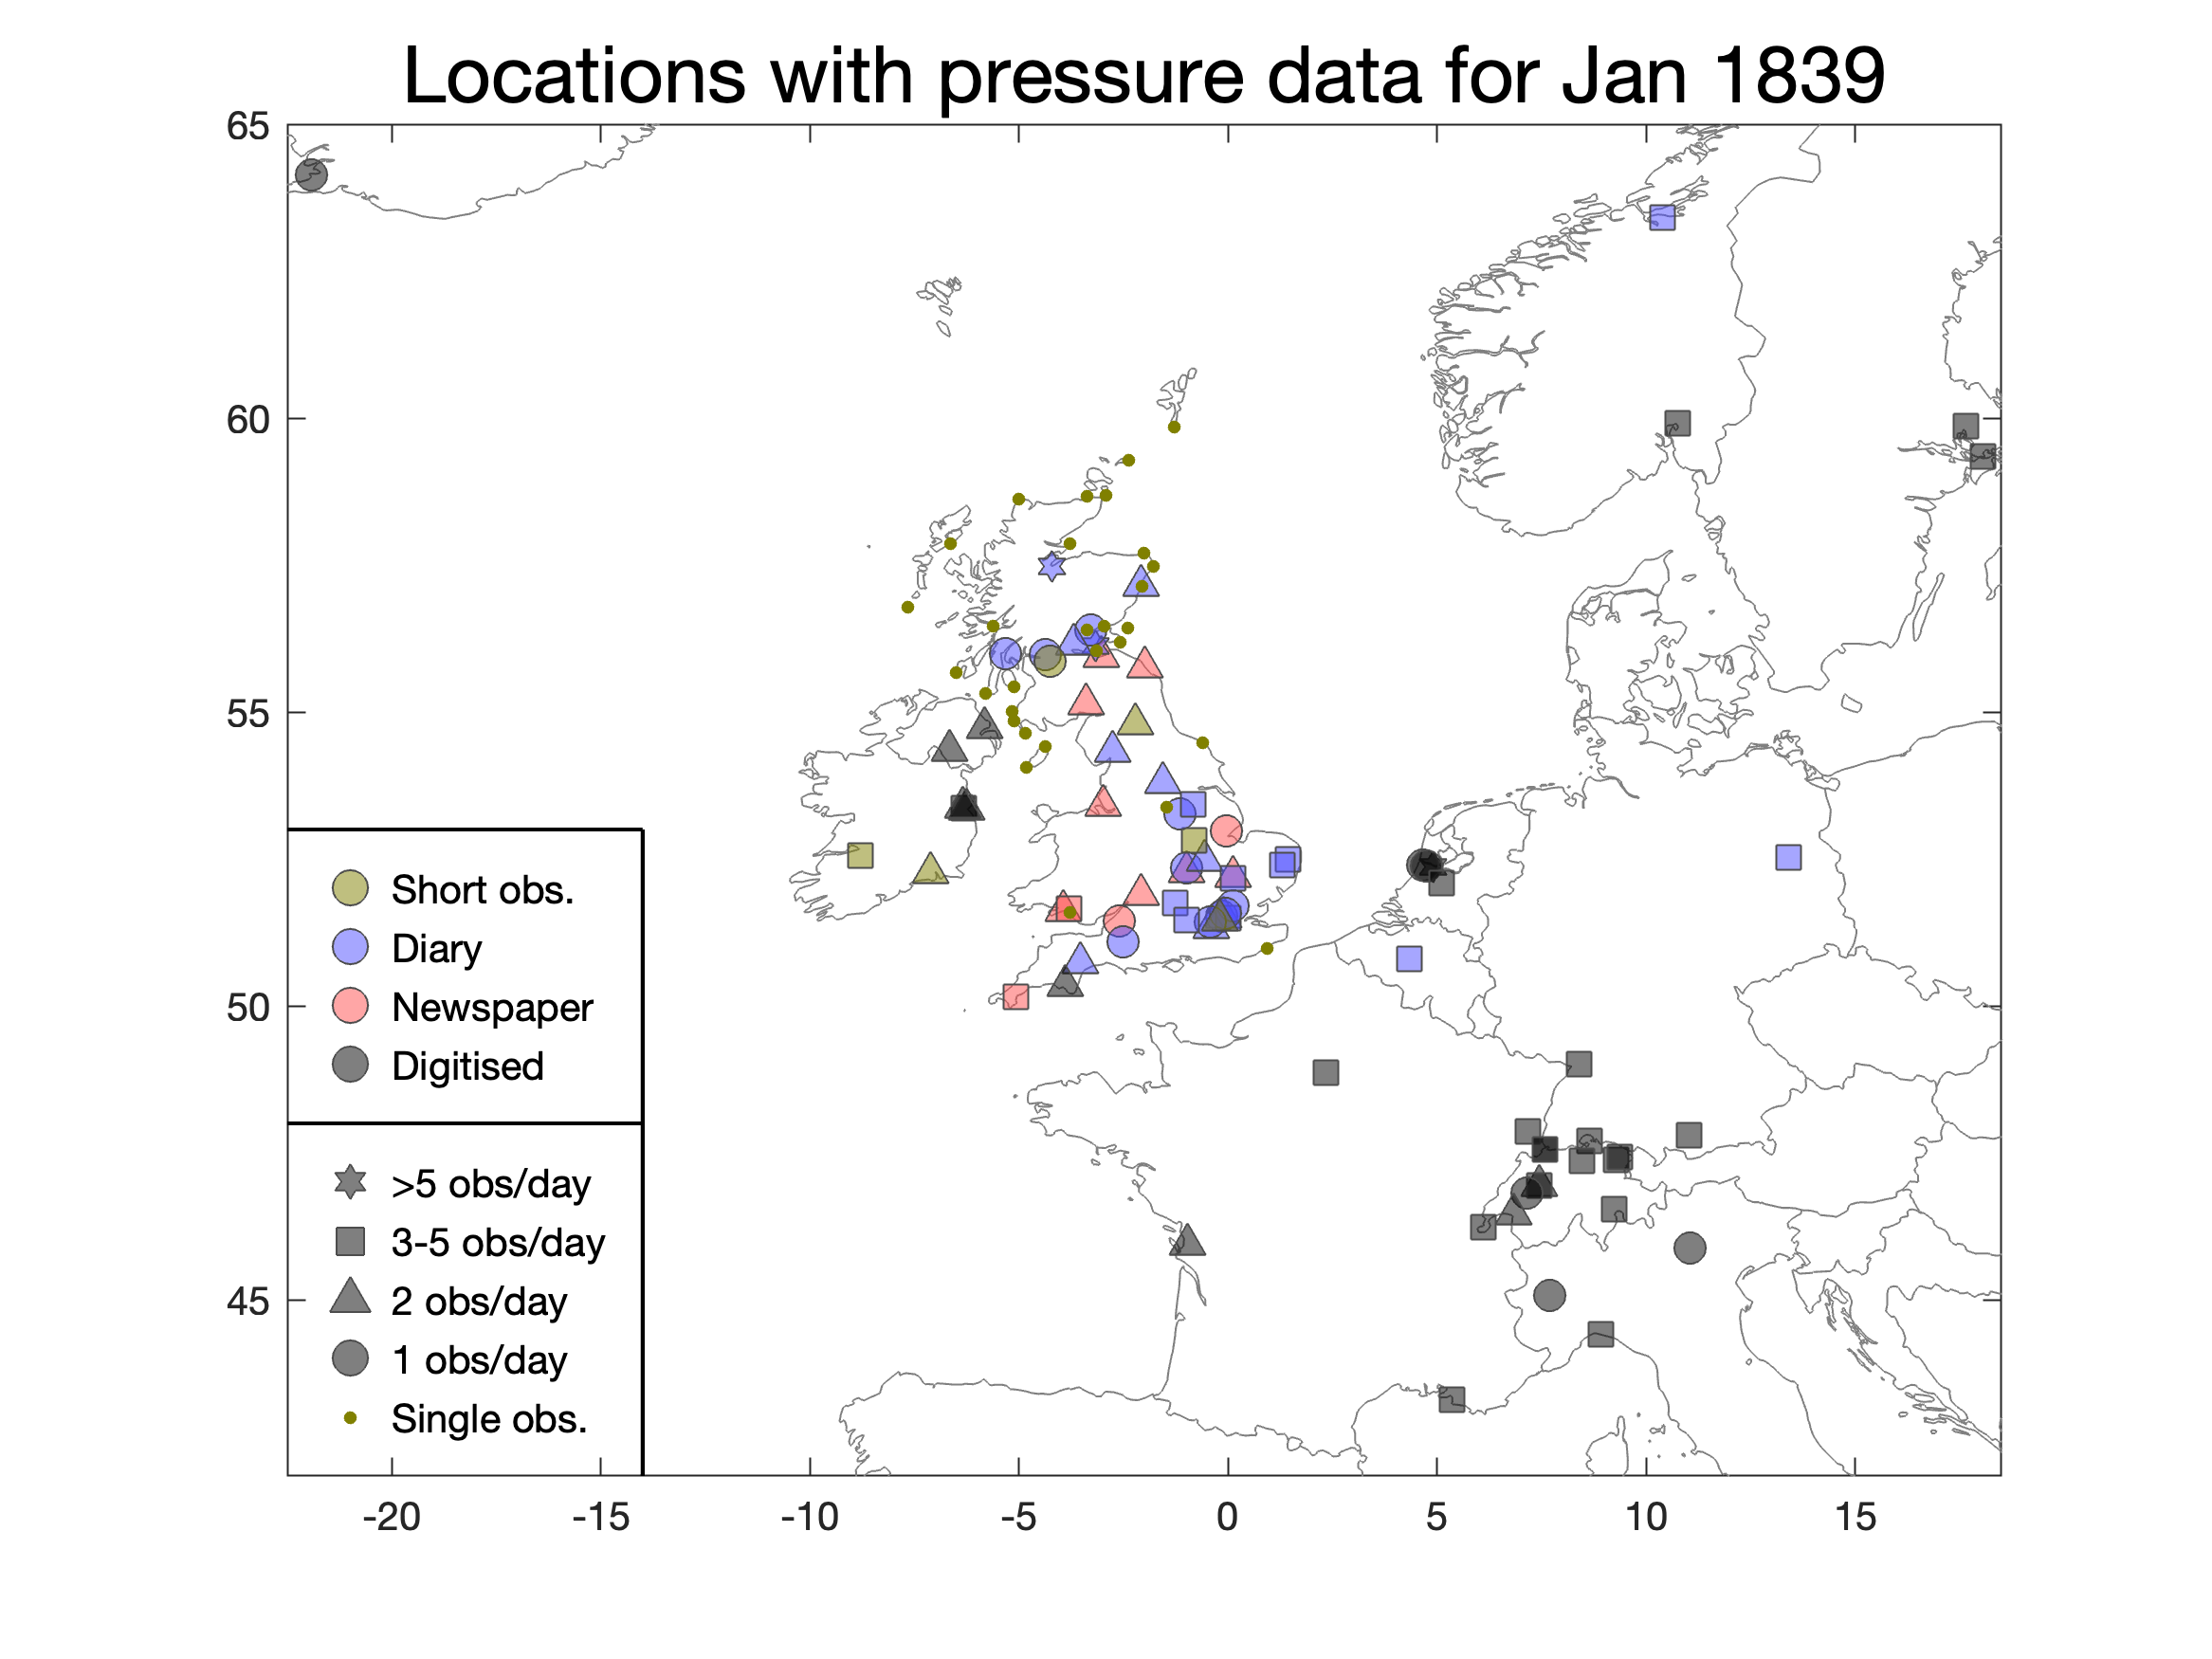 Locations with pressure data for Jan 1839
65
60
55
50
45
Short obs.
Diary
Newspaper
Digitised
>5 obs/day
3-5 obs/day
2 obs/day
1 obs/day
Single obs.
-20 -15 -10 -5 0 5 10 15